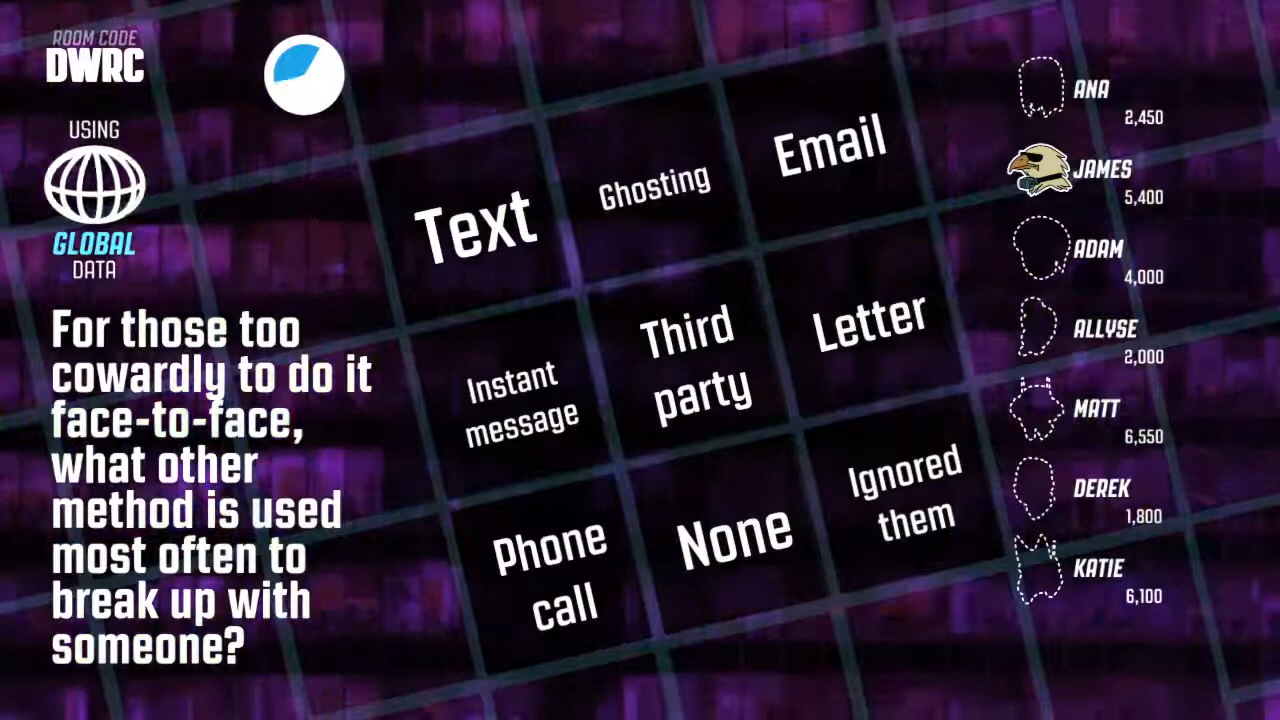 ROOM CODE
DWRC
USING
GLOBAL
DATA
For those too
cowardly to do it
face-to-face,
what other
method is used
most often to
break up with
someone?
Text
Ghosting
Email
Instant
message
Third
party
Letter
Phone
call
None
Ignored
them
ANA
2,450
JAMES
5,400
ADAM
4,000
ALLYSE
2,000
MATT
6,550
DEREK
1,800
KATIE
6,100